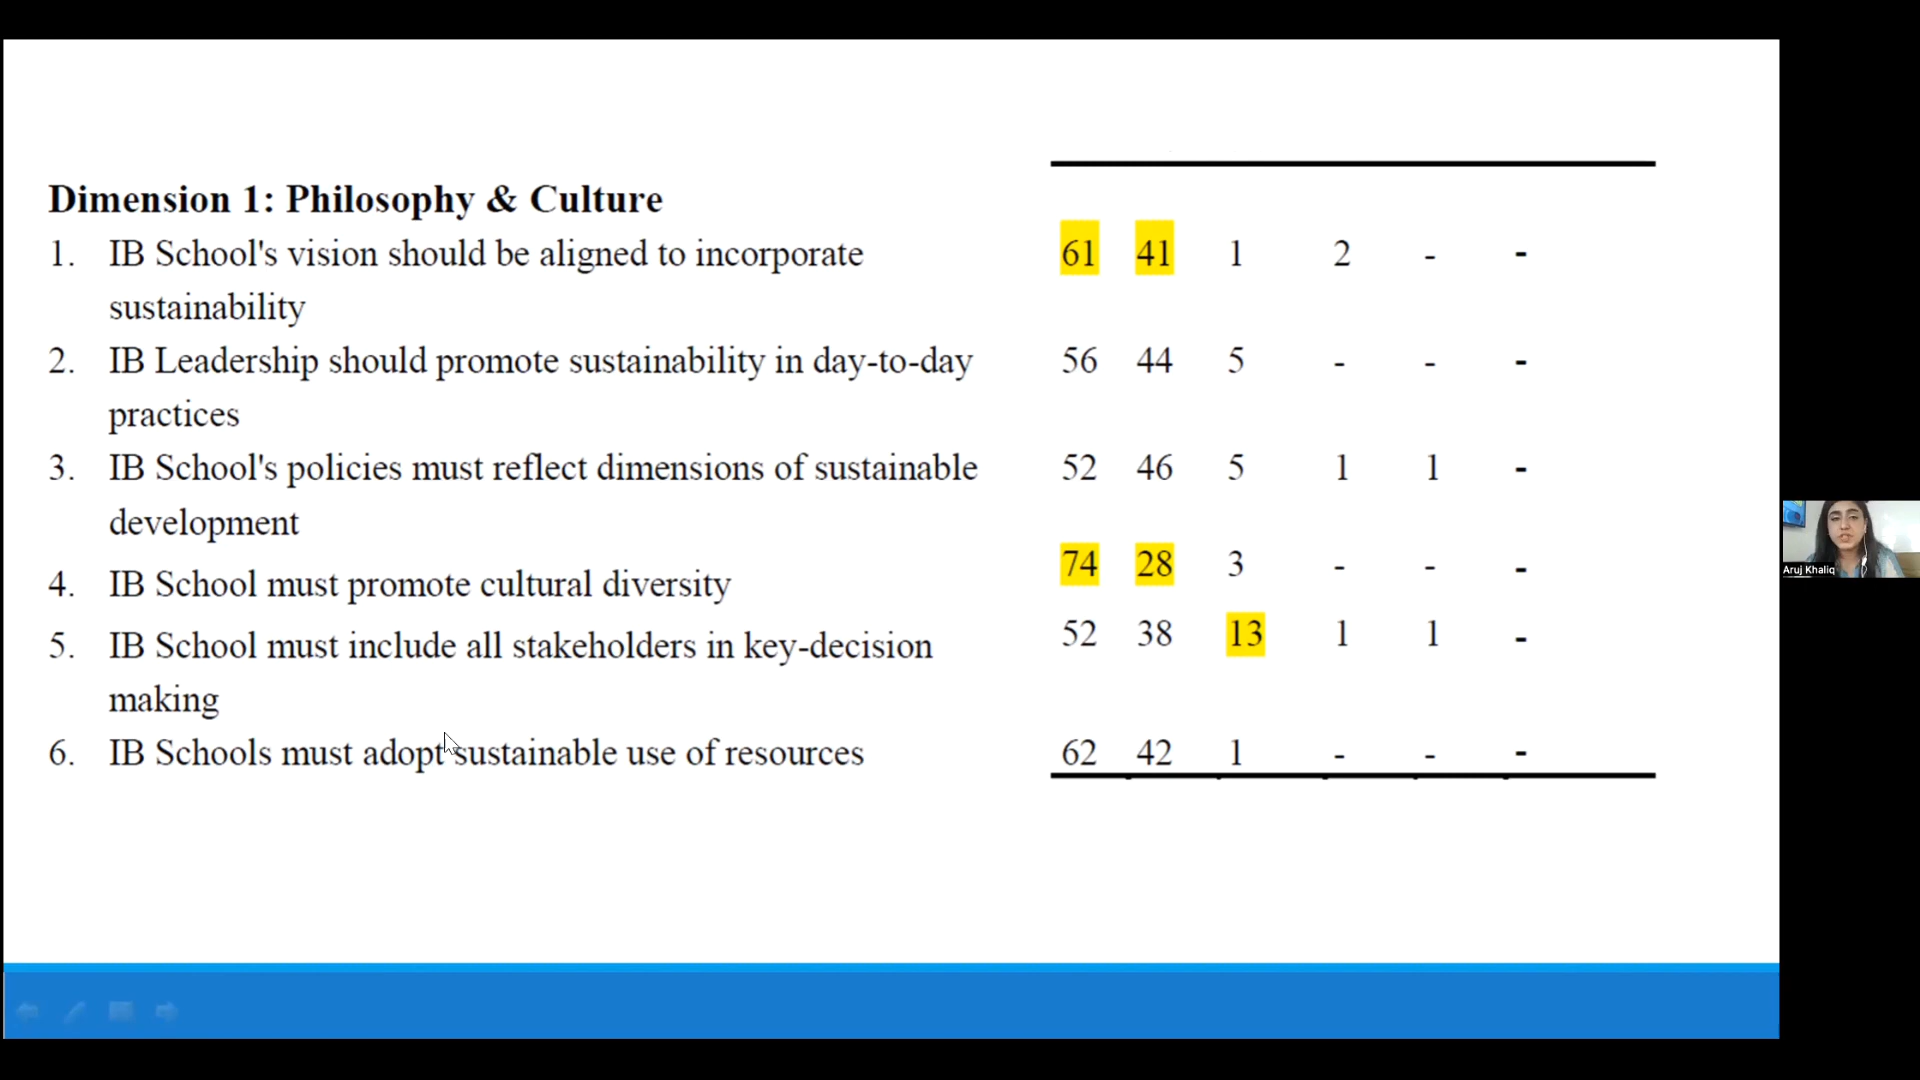 Dimension 1: Philosophy & Culture
1. IB School's vision should be aligned to incorporate 61 41 1 2 - -
sustainability
2. IB Leadership should promote sustainability in day-to-day 56 44 5 - - -
practices
3. IB School's policies must reflect dimensions of sustainable 52 46 5 1 1 -
development
4. IB School must promote cultural diversity 74 28 3 - - -
5. IB School must include all stakeholders in key-decision 52 38 13 1 1 -
making
6. IB Schools must adopt sustainable use of resources 62 42 1 - - -
Aruj Khaliq